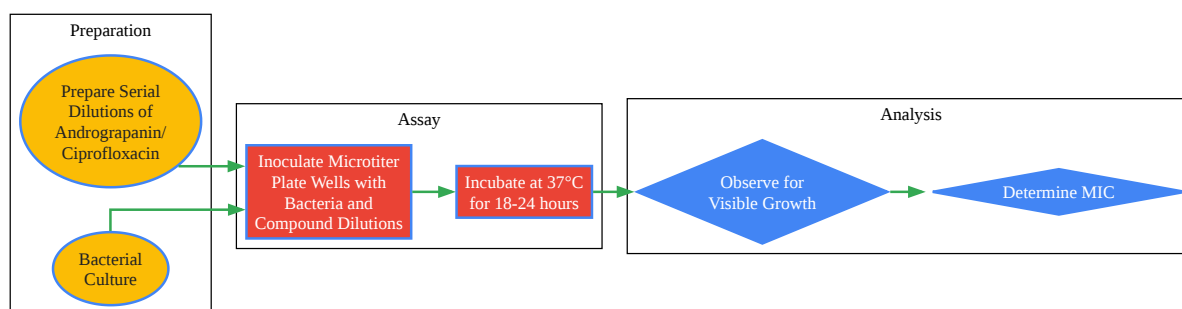 Preparation
Prepare Serial
Dilutions of
Andrograpanin/
Ciprofloxacin
Bacterial
Culture
Assay
Inoculate Microtiter
Plate Wells with
Bacteria and
Compound Dilutions
Incubate at 37°C
for 18-24 hours
Analysis
Observe for
Visible Growth
Determine MIC